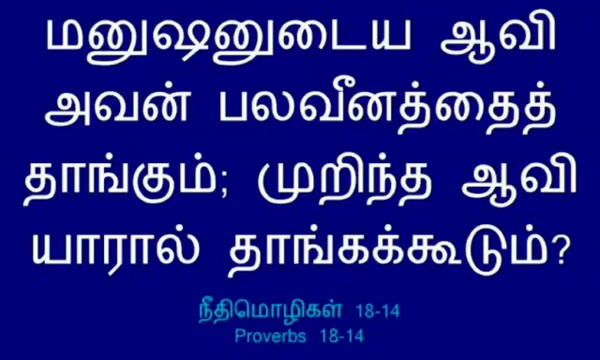 மனுஷனுடைய ஆவி
அவன் பலவீனத்தைத்
தாங்கும்; முறிந்த ஆவி
யாரால் தாங்கக்கூடும்?
நீதிமொழிகள் 18-14
Proverbs 18-14